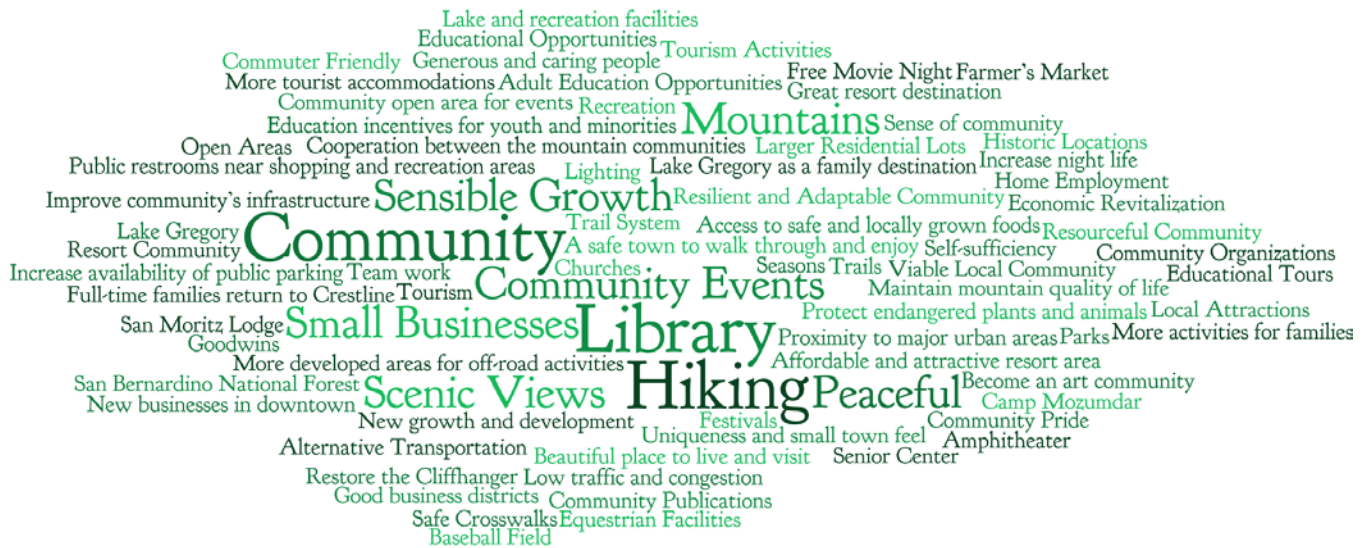 Lake and recreation facilities
Educational Opportunities
Tourism Activities
Commuter Friendly
Generous and caring people
Free Movie Night
Farmer's Market
More tourist accommodations
Adult Education Opportunities
Great resort destination
Community open area for events
Recreation
Mountains
Education incentives for youth and minorities
Sense of community
Open Areas
Cooperation between the mountain communities
Larger Residential Lots
Historic Locations
Public restrooms near shopping and recreation areas
Lighting
Lake Gregory as a family destination
Increase night life
Home Employment
Improve community's infrastructure
Sensible Growth
Resilient and Adaptable Community
Economic Revitalization
Lake Gregory
Community
Trail System
Access to safe and locally grown foods
Resourceful Community
Resort Community
A safe town to walk through and enjoy
Self-sufficiency
Community Organizations
Increase availability of public parking
Team work
Churches
Seasons
Trails
Viable Local Community
Educational Tours
Full-time families return to Crestline
Tourism
Community Events
Maintain mountain quality of life
San Moritz Lodge
Small Businesses
Library
Protect endangered plants and animals
Local Attractions
Goodwins
Proximity to major urban areas
Parks
More activities for families
More developed areas for off-road activities
Affordable and attractive resort area
San Bernardino National Forest
Scenic Views
Hiking
Peaceful
Become an art community
New businesses in downtown
Camp Mozumdar
New growth and development
Festivals
Community Pride
Uniqueness and small town feel
Amphitheater
Alternative Transportation
Beautiful place to live and visit
Senior Center
Restore the Cliffhanger
Low traffic and congestion
Good business districts
Community Publications
Safe Crosswalks
Equestrian Facilities
Baseball Field